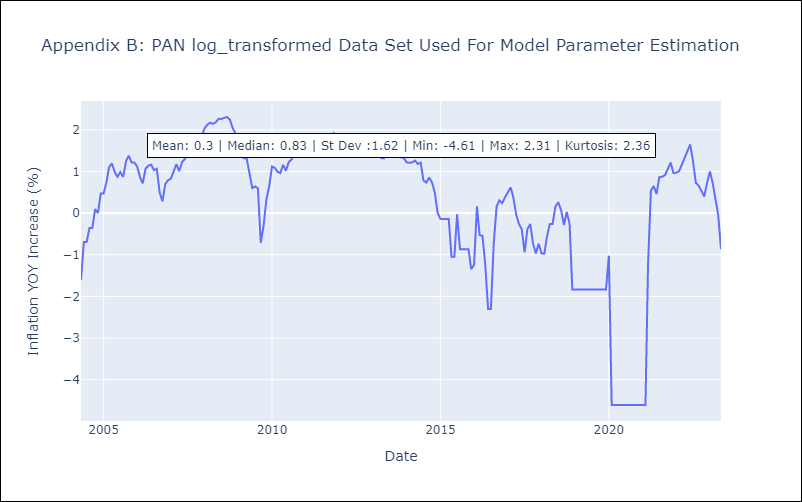 Appendix B: PAN log_transformed Data Set Used For Model Parameter Estimation
Mean: 0.3 | Median: 0.83 | St Dev :1.62 | Min: -4.61 | Max: 2.31 | Kurtosis: 2.36
Inflation YOY Increase (%)
2
1
0
−1
−2
−3
−4
2005
2010
2015
2020
Date